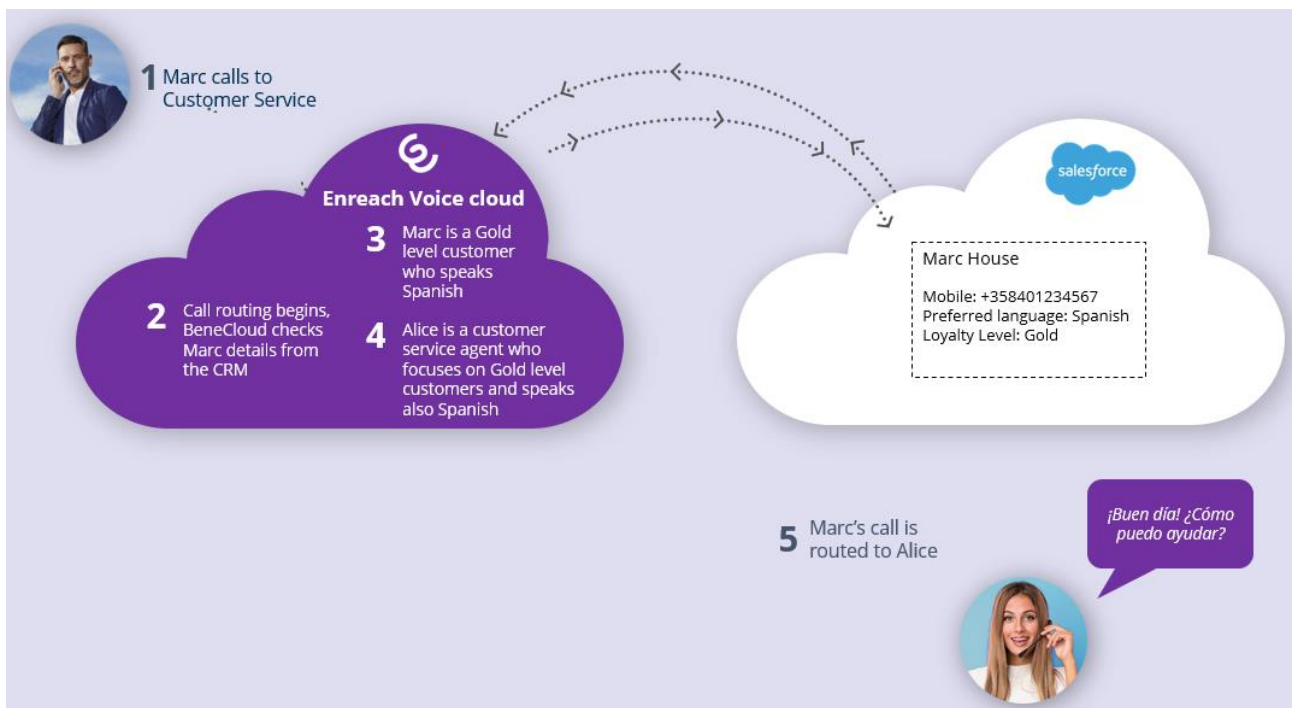 1 Marc calls to
Customer Service
Enreach Voice cloud
2 Call routing begins,
BeneCloud checks
Marc details from
the CRM
3 Marc is a Gold
level customer
who speaks
Spanish
4 Alice is a customer
service agent who
focuses on Gold level
customers and speaks
also Spanish
salesforce
Marc House
Mobile: +358401234567
Preferred language: Spanish
Loyalty Level: Gold
5 Marc's call is
routed to Alice
¡Buen día! ¿Cómo
puedo ayudar?